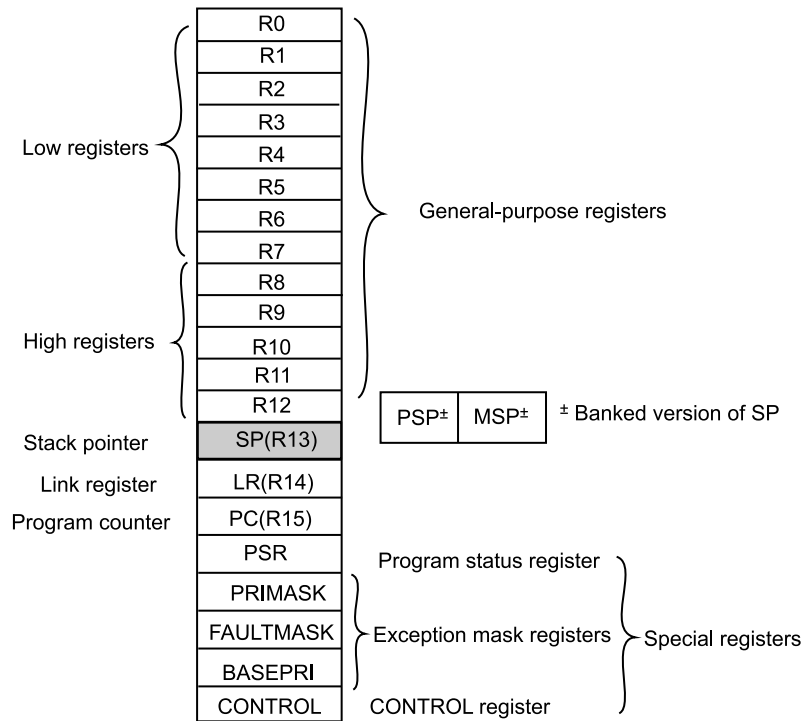 R0
R1
R2
R3
Low registers
R4
R5
R6
General-purpose registers
R7
R8
R9
High registers
R10
R11
R12
PSP± MSP± ± Banked version of SP
Stack pointer SP(R13)
Link register LR(R14)
Program counter PC(R15)
PSR Program status register
PRIMASK
FAULTMASK Exception mask registers Special registers
BASEPRI
CONTROL CONTROL register